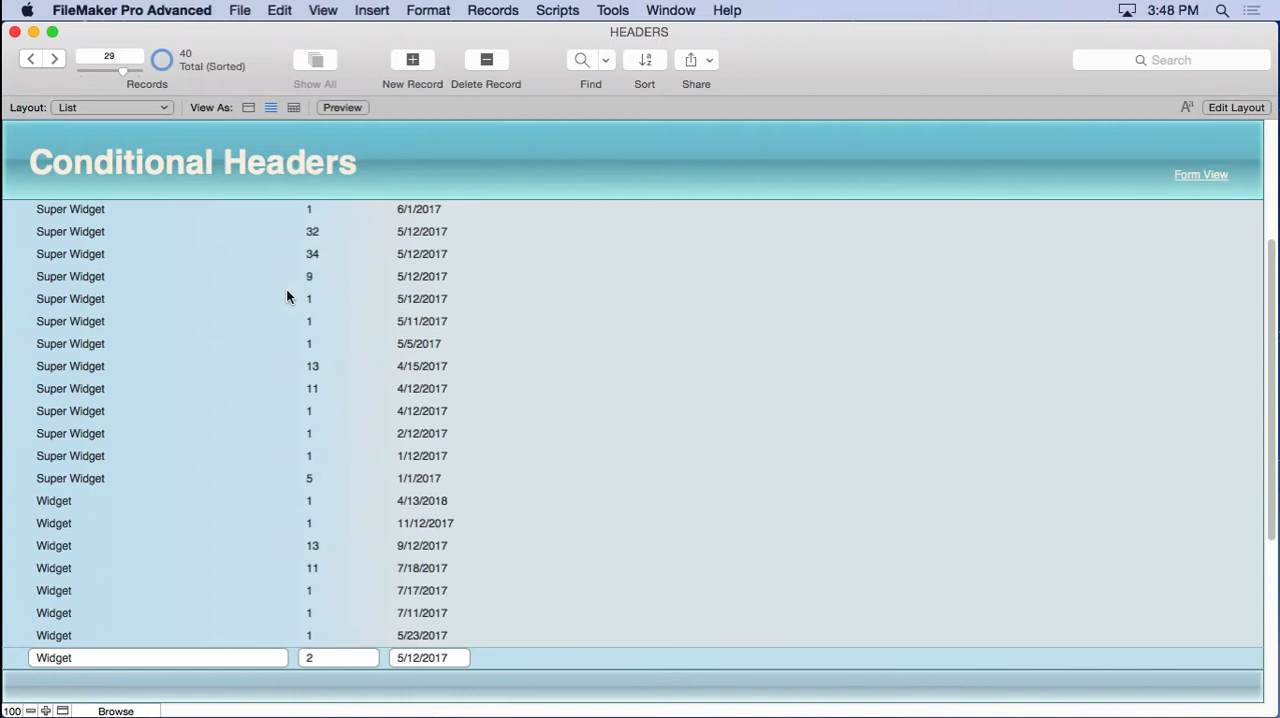 FileMaker Pro Advanced File Edit View Insert Format Records Scripts Tools Window Help 3:48 PM
HEADERS
29 40 Total (Sorted)
Records Show All New Record Delete Record Find Sort Share Search
Layout: List View As: Preview Aª Edit Layout
Conditional Headers
Form View
Super Widget 1 6/1/2017
Super Widget 32 5/12/2017
Super Widget 34 5/12/2017
Super Widget 9 5/12/2017
Super Widget 1 5/12/2017
Super Widget 1 5/11/2017
Super Widget 1 5/5/2017
Super Widget 13 4/15/2017
Super Widget 11 4/12/2017
Super Widget 1 4/12/2017
Super Widget 1 2/12/2017
Super Widget 1 1/12/2017
Super Widget 5 1/1/2017
Widget 1 4/13/2018
Widget 1 11/12/2017
Widget 13 9/12/2017
Widget 11 7/18/2017
Widget 1 7/17/2017
Widget 1 7/11/2017
Widget 1 5/23/2017
Widget 2 5/12/2017
100 Browse